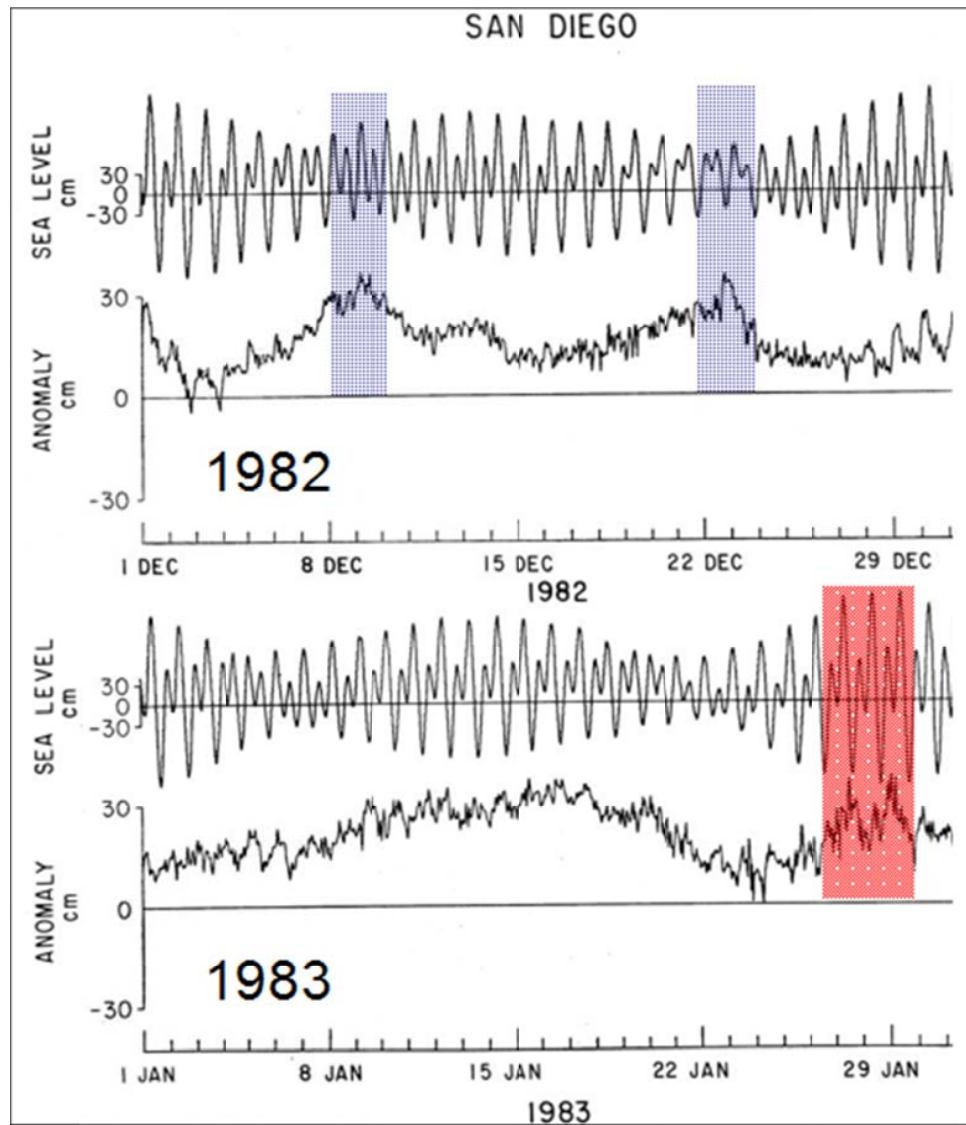 SAN DIEGO
SEA LEVEL
cm
30
0
-30
ANOMALY
cm
30
0
-30
1982
1 DEC
8 DEC
15 DEC
22 DEC
29 DEC
1982
SEA LEVEL
cm
30
0
-30
ANOMALY
cm
30
0
-30
1983
1 JAN
8 JAN
15 JAN
22 JAN
29 JAN
1983